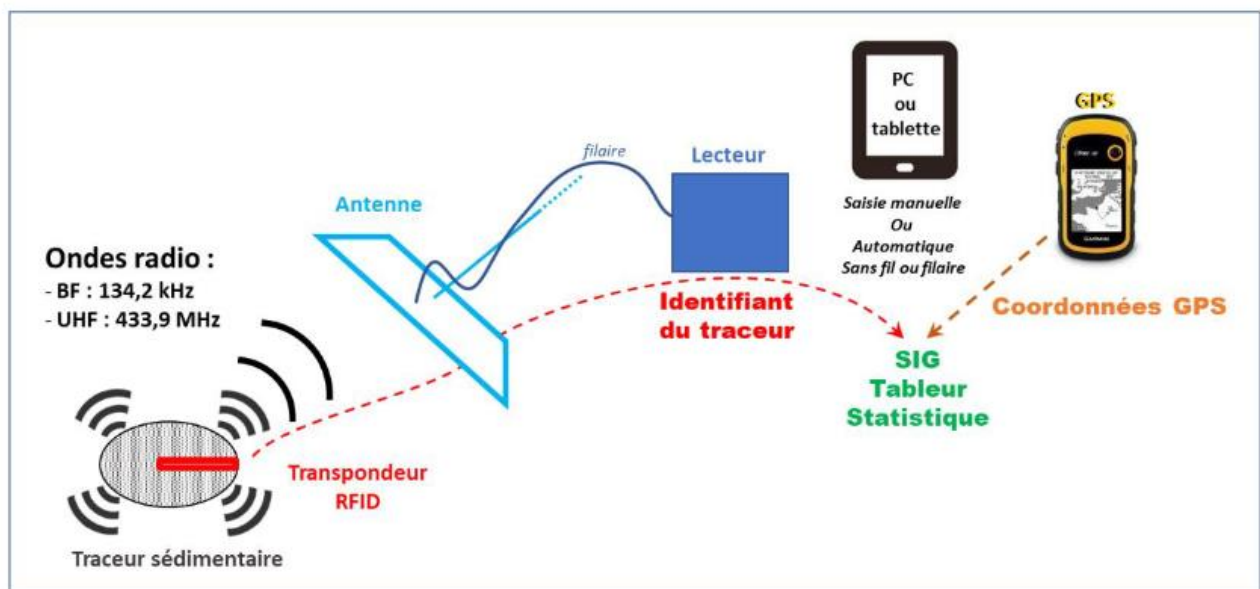 PC
ou
tablette
GPS
filaire
Lecteur
Antenne
Saisie manuelle
Ou
Automatique
Sans fil ou filaire
GARMIN
Ondes radio :
- BF : 134,2 kHz
- UHF : 433,9 MHz
Identifiant
du traceur
Coordonnées GPS
SIG
Tableur
Statistique
Transpondeur
RFID
Traceur sédimentaire